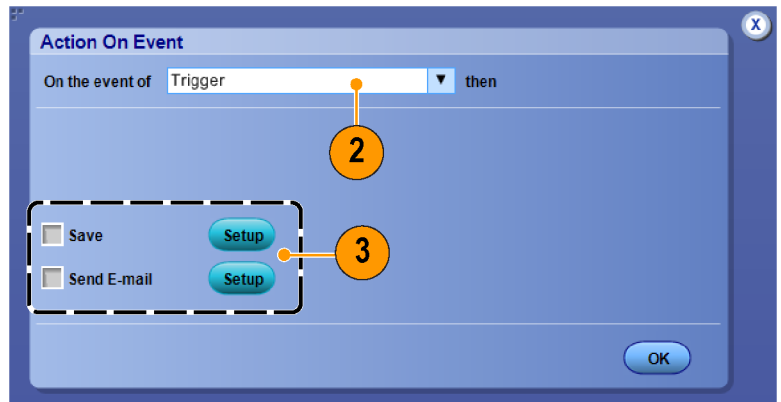 X
Action On Event
On the event of Trigger then
2
Save Setup
3
Send E-mail Setup
OK